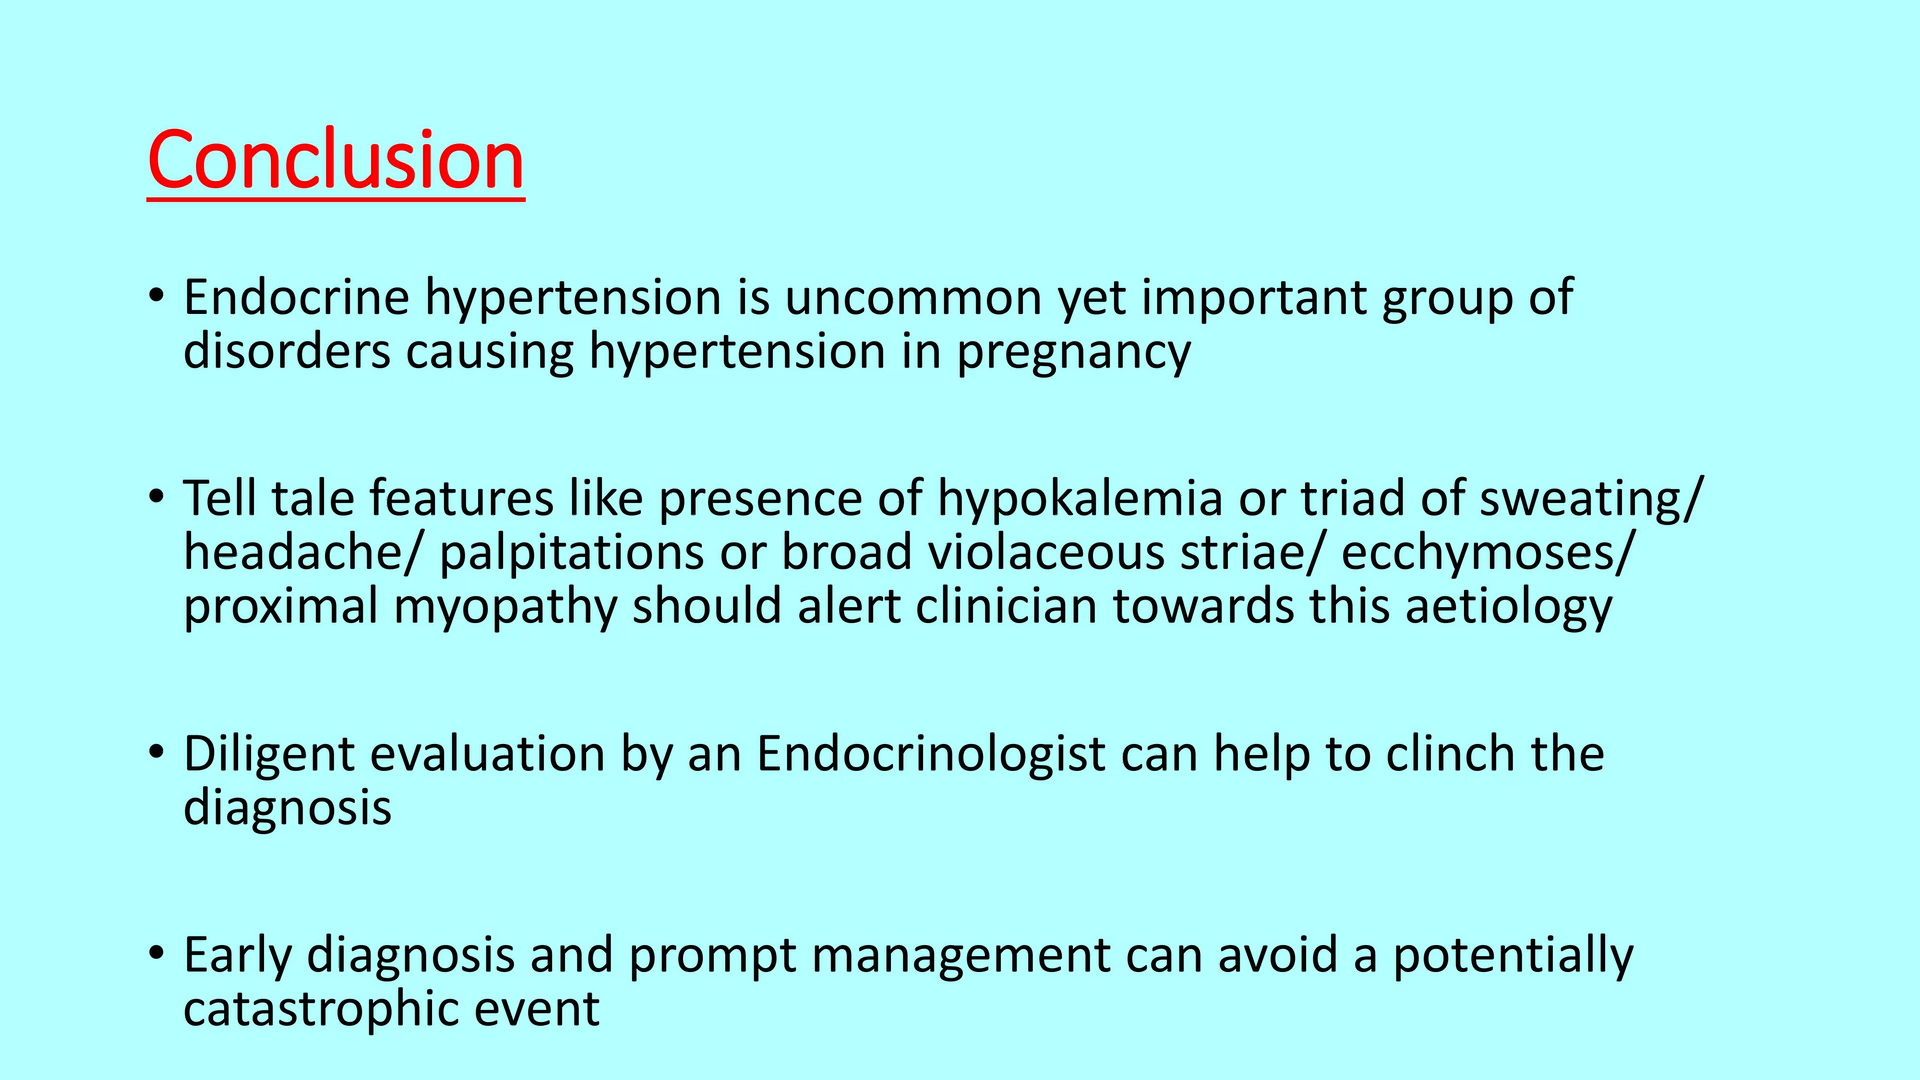 Conclusion
• Endocrine hypertension is uncommon yet important group of
disorders causing hypertension in pregnancy
• Tell tale features like presence of hypokalemia or triad of sweating/
headache/ palpitations or broad violaceous striae/ ecchymoses/
proximal myopathy should alert clinician towards this aetiology
• Diligent evaluation by an Endocrinologist can help to clinch the
diagnosis
• Early diagnosis and prompt management can avoid a potentially
catastrophic event